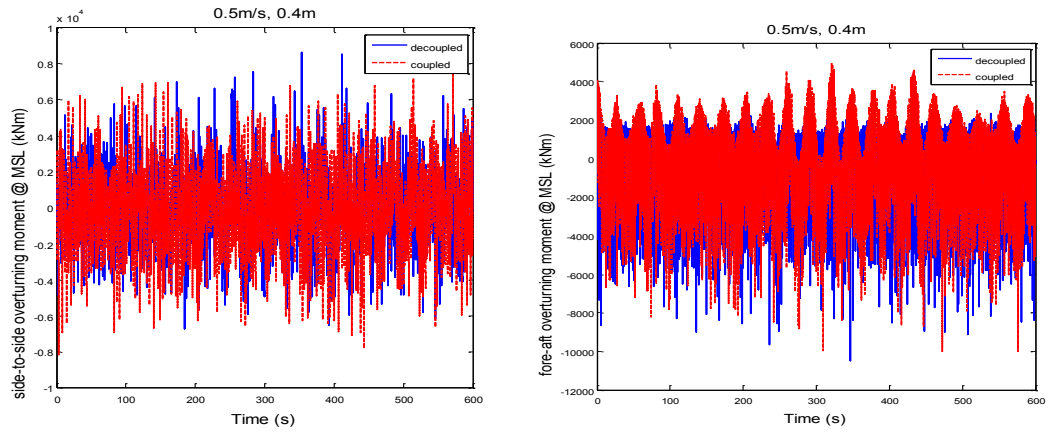 x 10⁴
0.5m/s, 0.4m
1
0.8
0.6
0.4
0.2
0
-0.2
-0.4
-0.6
-0.8
-1
side-to-side overturning moment @ MSL (kNm)
decoupled
coupled
0 100 200 300 400 500 600
Time (s)
0.5m/s, 0.4m
6000
4000
2000
0
-2000
-4000
-6000
-8000
-10000
-12000
fore-aft overturning moment @ MSL (kNm)
decoupled
coupled
0 100 200 300 400 500 600
Time (s)